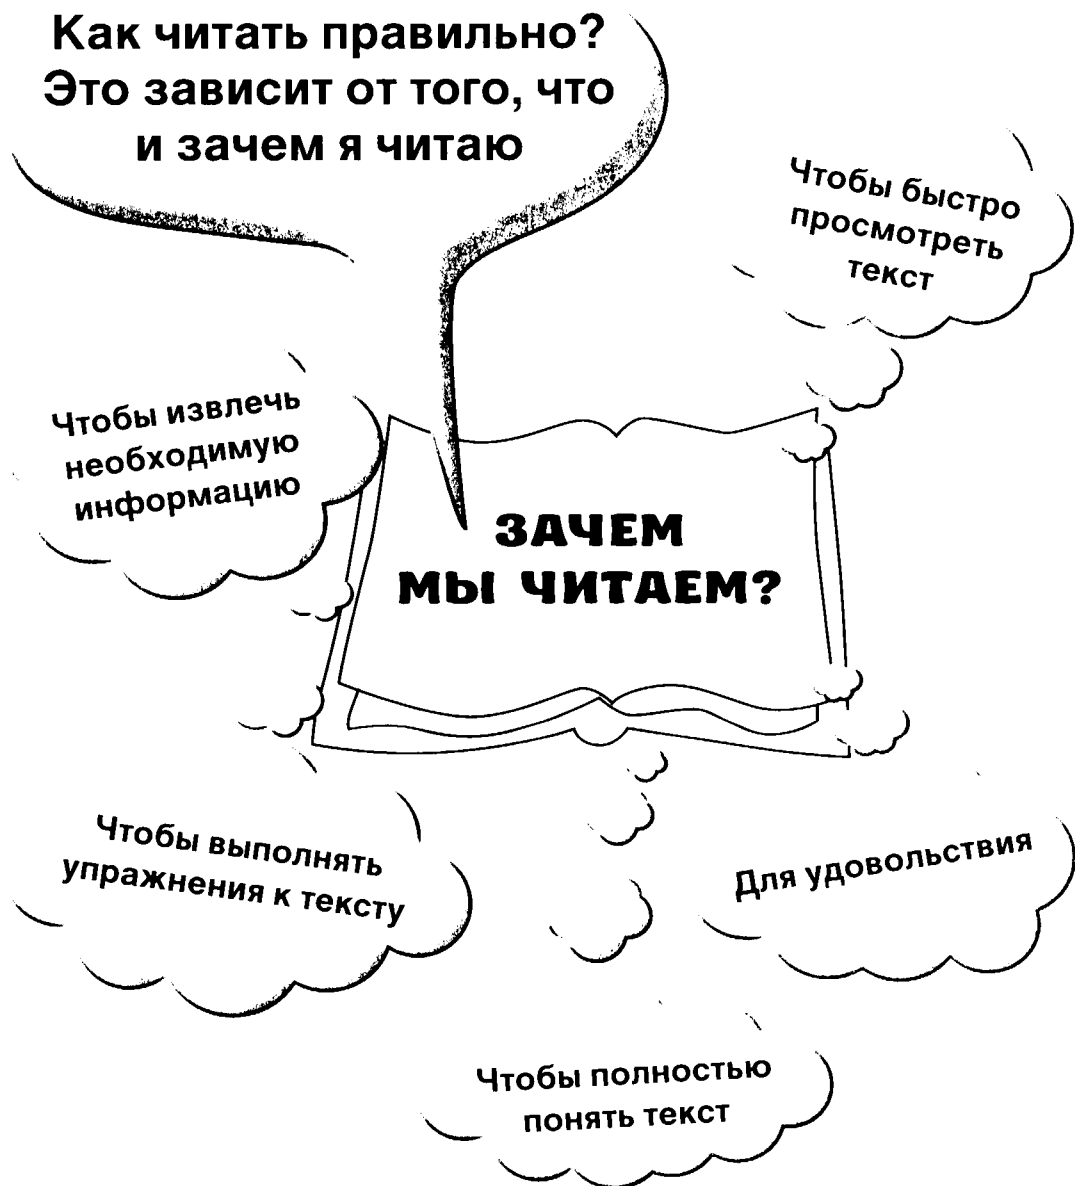 Как читать правильно?
Это зависит от того, что
и зачем я читаю
Чтобы быстро
просмотреть
текст
Чтобы извлечь
необходимую
информацию
ЗАЧЕМ
МЫ ЧИТАЕМ?
Чтобы выполнять
упражнения к тексту
Для удовольствия
Чтобы полностью
понять текст